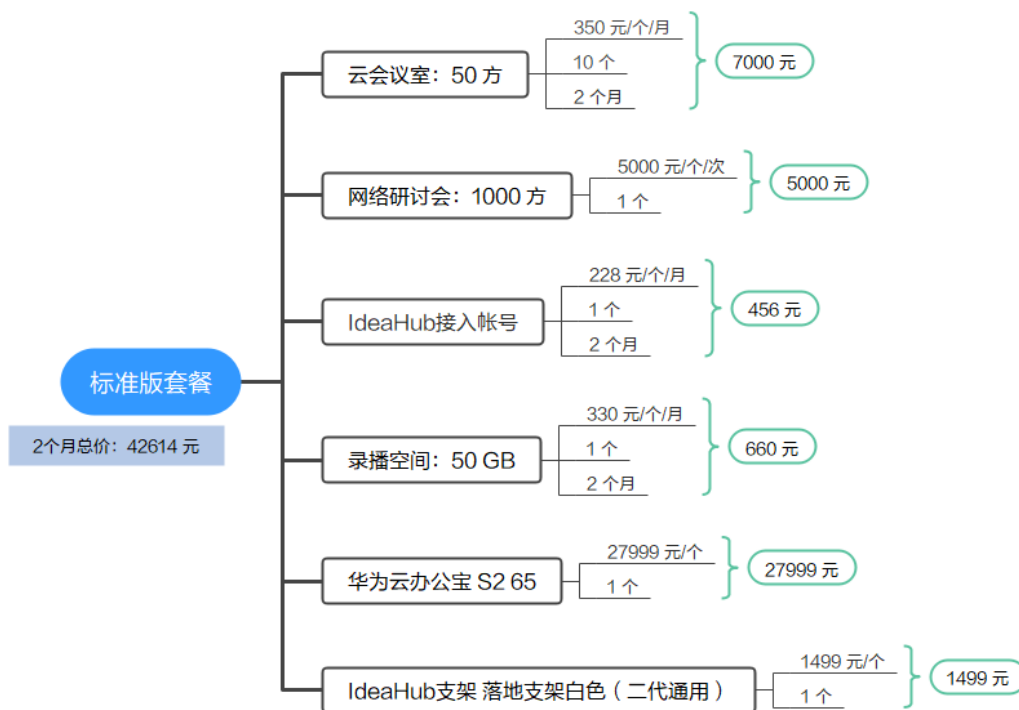 标准版套餐
2个月总价：42614 元
云会议室：50 方
350 元/个/月
10 个
2 个月
7000 元
网络研讨会：1000 方
5000 元/个/次
1 个
5000 元
IdeaHub接入帐号
228 元/个/月
1 个
2 个月
456 元
录播空间：50 GB
330 元/个/月
1 个
2 个月
660 元
华为云办公宝 S2 65
27999 元/个
1 个
27999 元
IdeaHub支架 落地支架白色（二代通用）
1499 元/个
1 个
1499 元